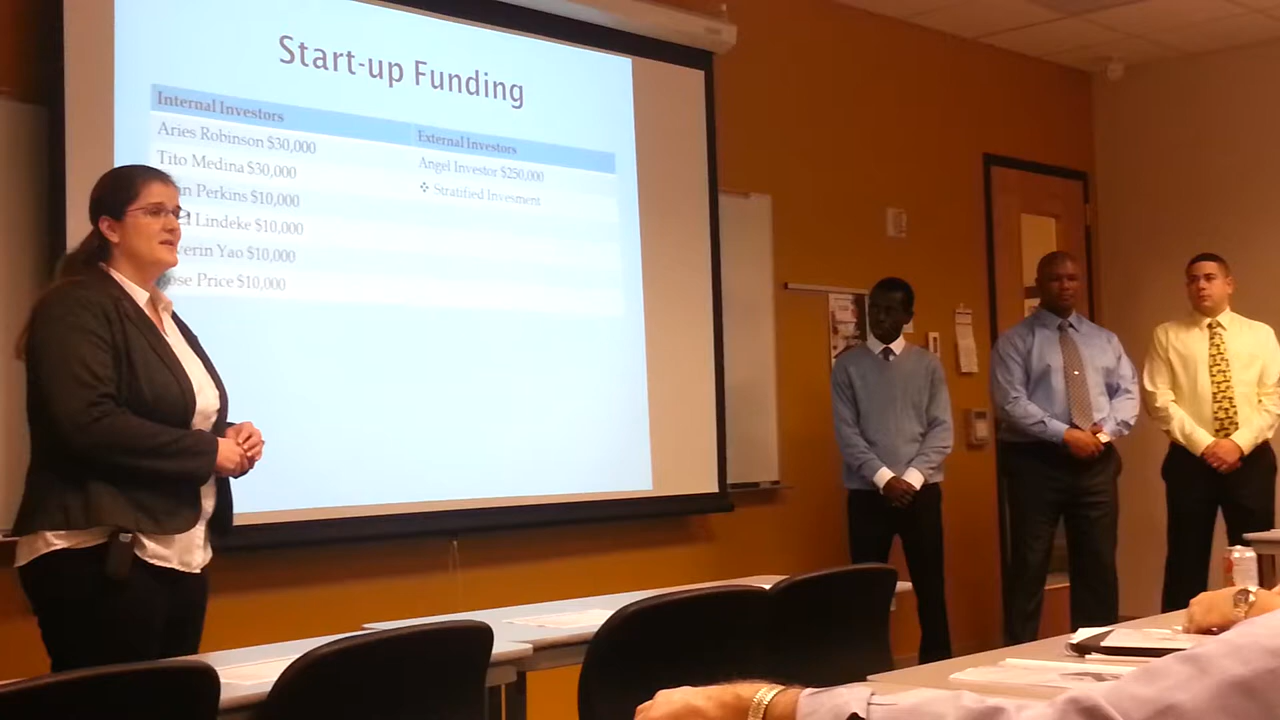 Start-up Funding
Internal Investors
Aries Robinson $30,000
Tito Medina $30,000
Perkins $10,000
Lindeke $10,000
Yao $10,000
Price $10,000
External Investors
Angel Investor $250,000
❖ Stratified Invesment